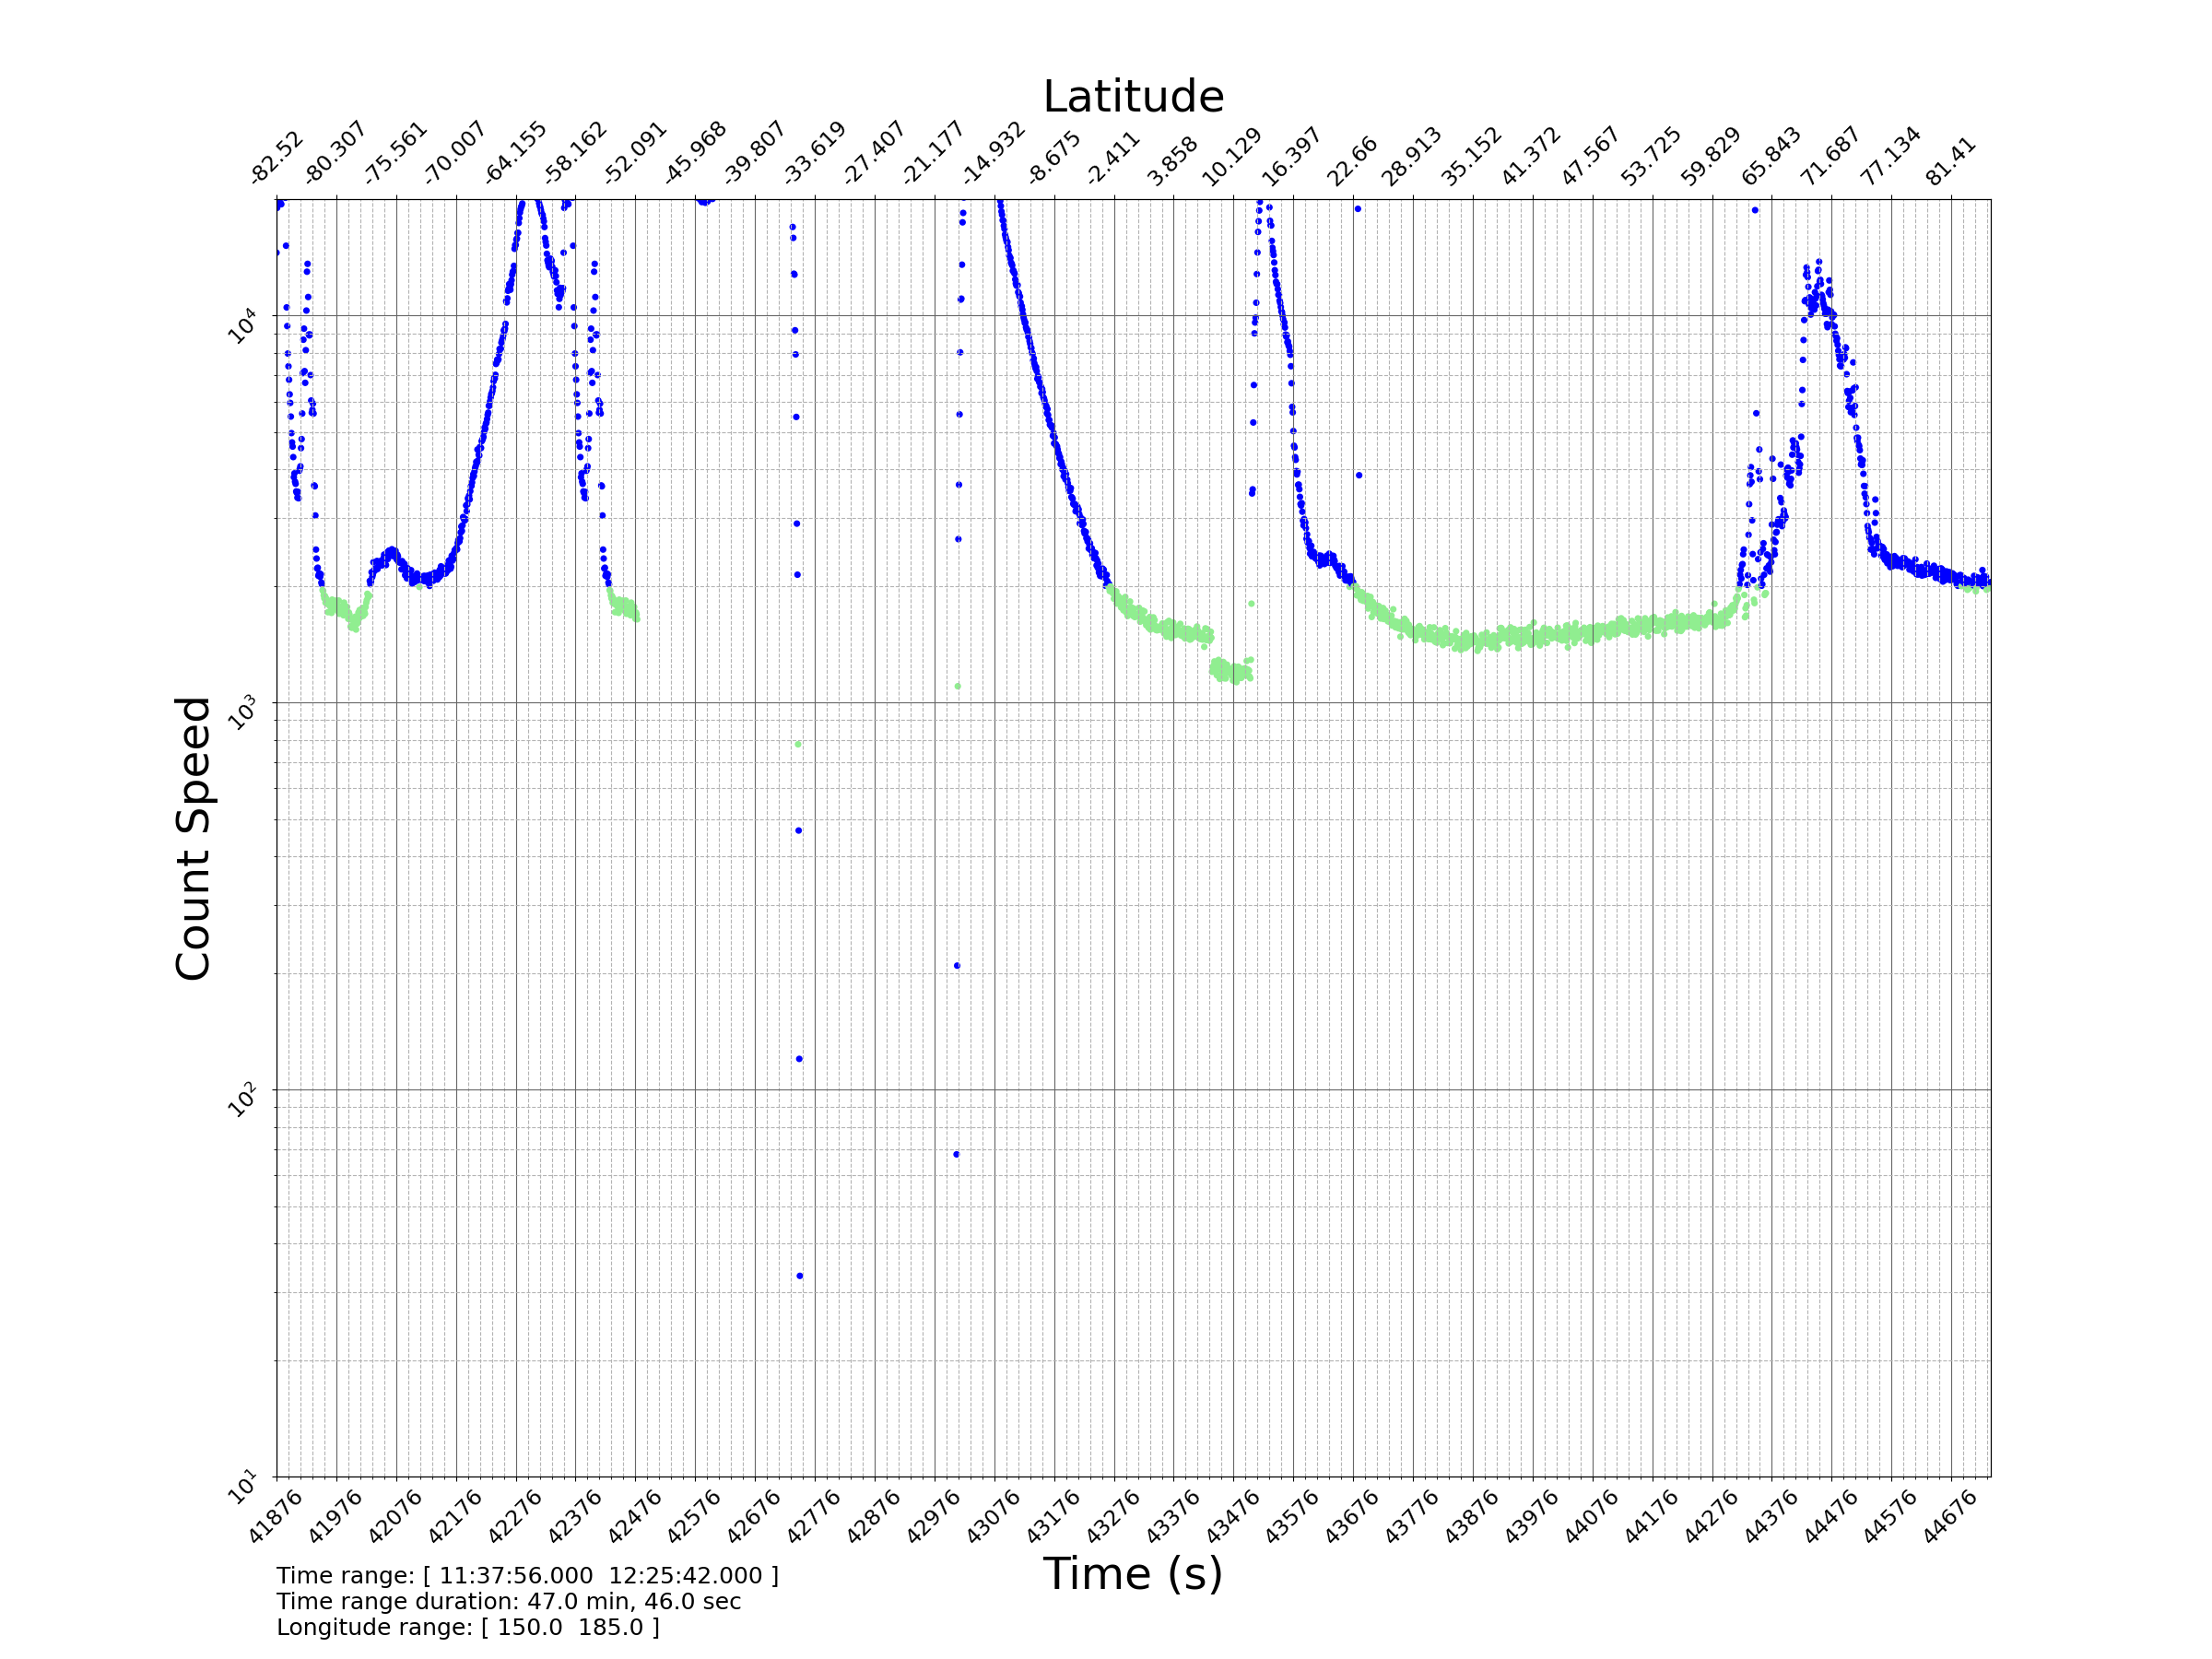 Latitude
-82.52 -80.307 -75.561 -70.007 -64.155 -58.162 -52.091 -45.968 -39.807 -33.619 -27.407 -21.177 -14.932 -8.675 -2.411 3.858 10.129 16.397 22.66 28.913 35.152 41.372 47.567 53.725 59.829 65.843 71.687 77.134 81.41
10⁴
10³
Count Speed
10²
10¹
41876 41976 42076 42176 42276 42376 42476 42576 42676 42776 42876 42976 43076 43176 43276 43376 43476 43576 43676 43776 43876 43976 44076 44176 44276 44376 44476 44576 44676
Time (s)
Time range: [ 11:37:56.000  12:25:42.000 ]
Time range duration: 47.0 min, 46.0 sec
Longitude range: [ 150.0  185.0 ]